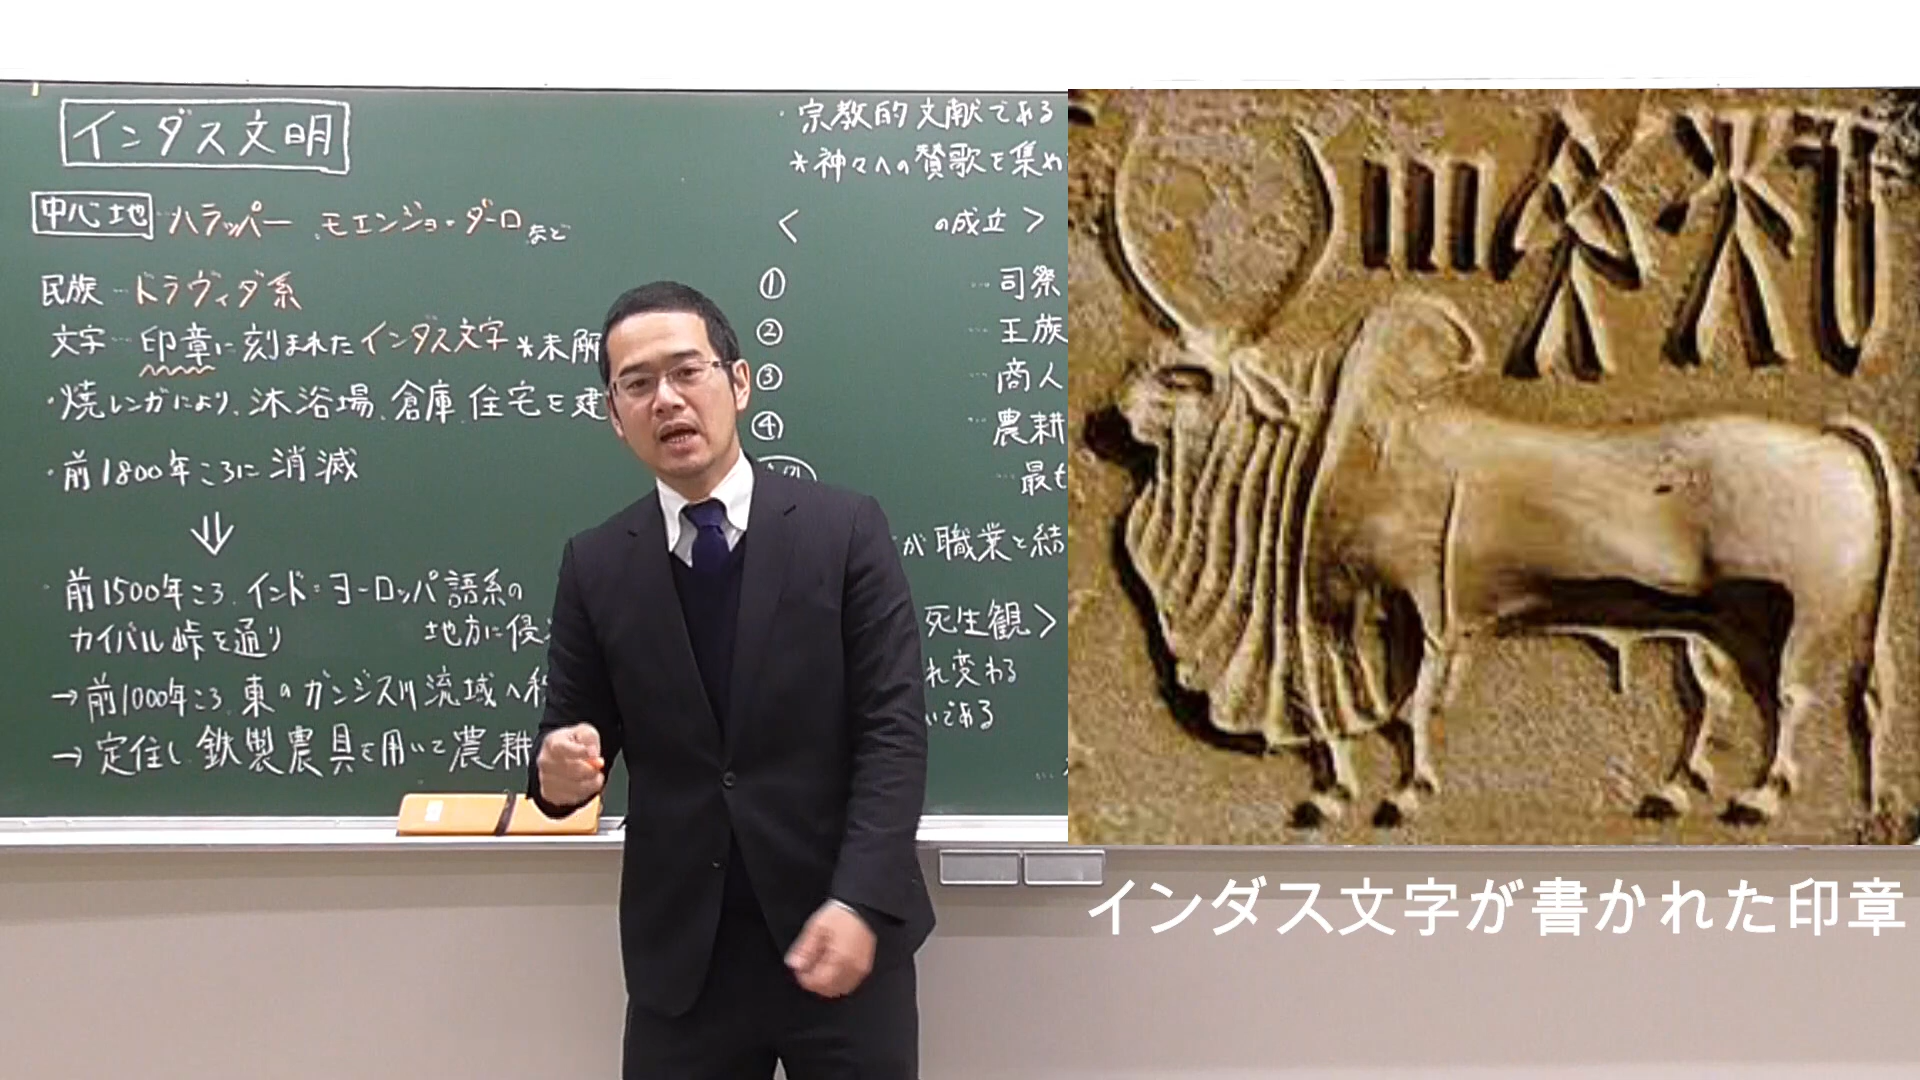 インダス文明
中心地 ハラッパー モエンジョ・ダーロ など
民族…ドラヴィダ系
文字…印章に刻まれたインダス文字 *未解
・焼レンガにより、沐浴場、倉庫、住宅を建
・前1800年ころに消滅
⇓
・前1500年ころ、インド=ヨーロッパ語系の
カイバル峠を通り 地方に侵
→前1000年ころ、東のガンジス川流域へ移
→定住し、鉄製農具を用いて農耕
・宗教的文献である
*神々への賛歌を集め
< の成立 >
① …司祭
② …王族
③ …商人
④ …農耕
最も
が職業と結
死生観>
れ変わる
いである
インダス文字が書かれた印章